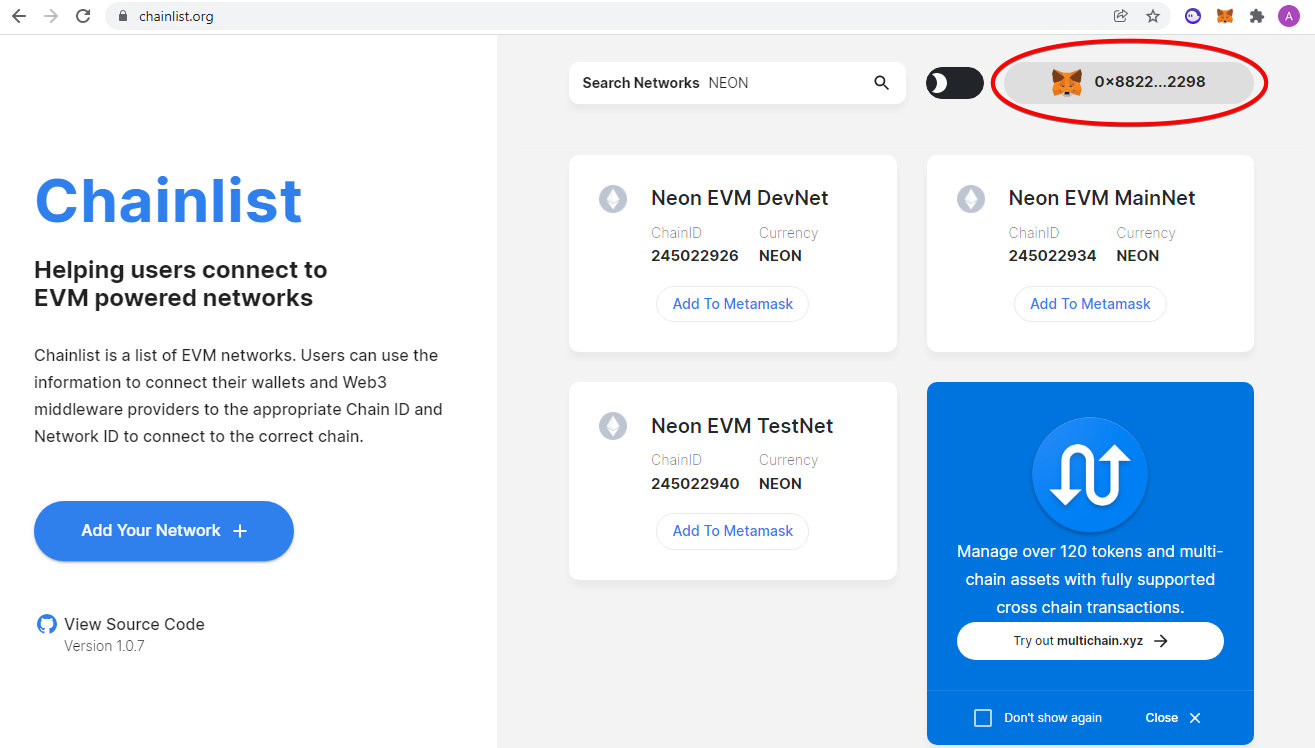 chainlist.org
A
Search Networks NEON
0×8822...2298
Chainlist
Helping users connect to
EVM powered networks
Chainlist is a list of EVM networks. Users can use the
information to connect their wallets and Web3
middleware providers to the appropriate Chain ID and
Network ID to connect to the correct chain.
Add Your Network +
View Source Code
Version 1.0.7
Neon EVM DevNet
ChainID Currency
245022926 NEON
Add To Metamask
Neon EVM MainNet
ChainID Currency
245022934 NEON
Add To Metamask
Neon EVM TestNet
ChainID Currency
245022940 NEON
Add To Metamask
Manage over 120 tokens and multi-
chain assets with fully supported
cross chain transactions.
Try out multichain.xyz →
Don't show again
Close ×